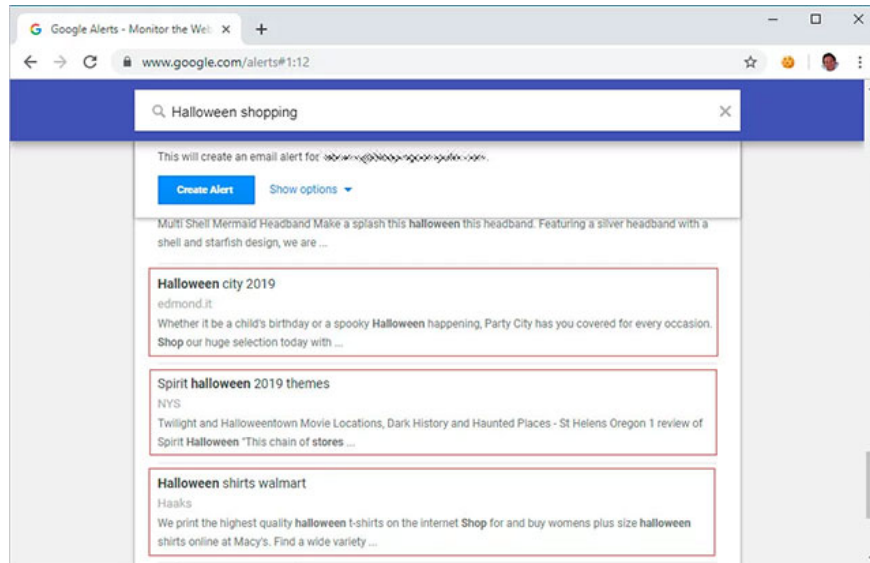 Google Alerts - Monitor the Web
www.google.com/alerts#1:12
Halloween shopping
This will create an email alert for
Create Alert
Show options
Multi Shell Mermaid Headband Make a splash this halloween this headband. Featuring a silver headband with a
shell and starfish design, we are ...
Halloween city 2019
edmond.it
Whether it be a child's birthday or a spooky Halloween happening, Party City has you covered for every occasion.
Shop our huge selection today with ...
Spirit halloween 2019 themes
NYS
Twilight and Halloweentown Movie Locations, Dark History and Haunted Places - St Helens Oregon 1 review of
Spirit Halloween "This chain of stores ...
Halloween shirts walmart
Haaks
We print the highest quality halloween t-shirts on the internet Shop for and buy womens plus size halloween
shirts online at Macy's. Find a wide variety ...